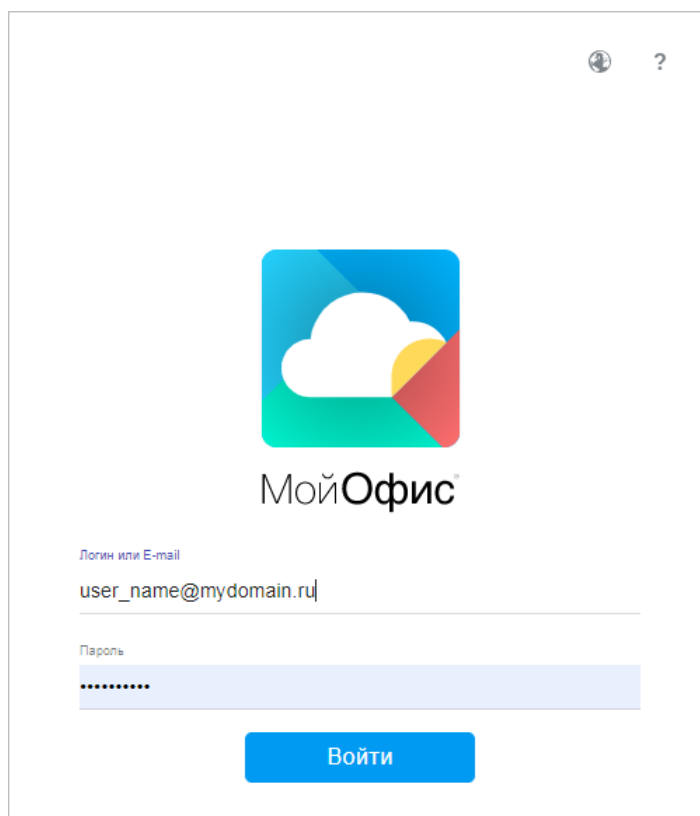 ?
МойОфис®
Логин или E-mail
user_name@mydomain.ru
Пароль
••••••••••
Войти